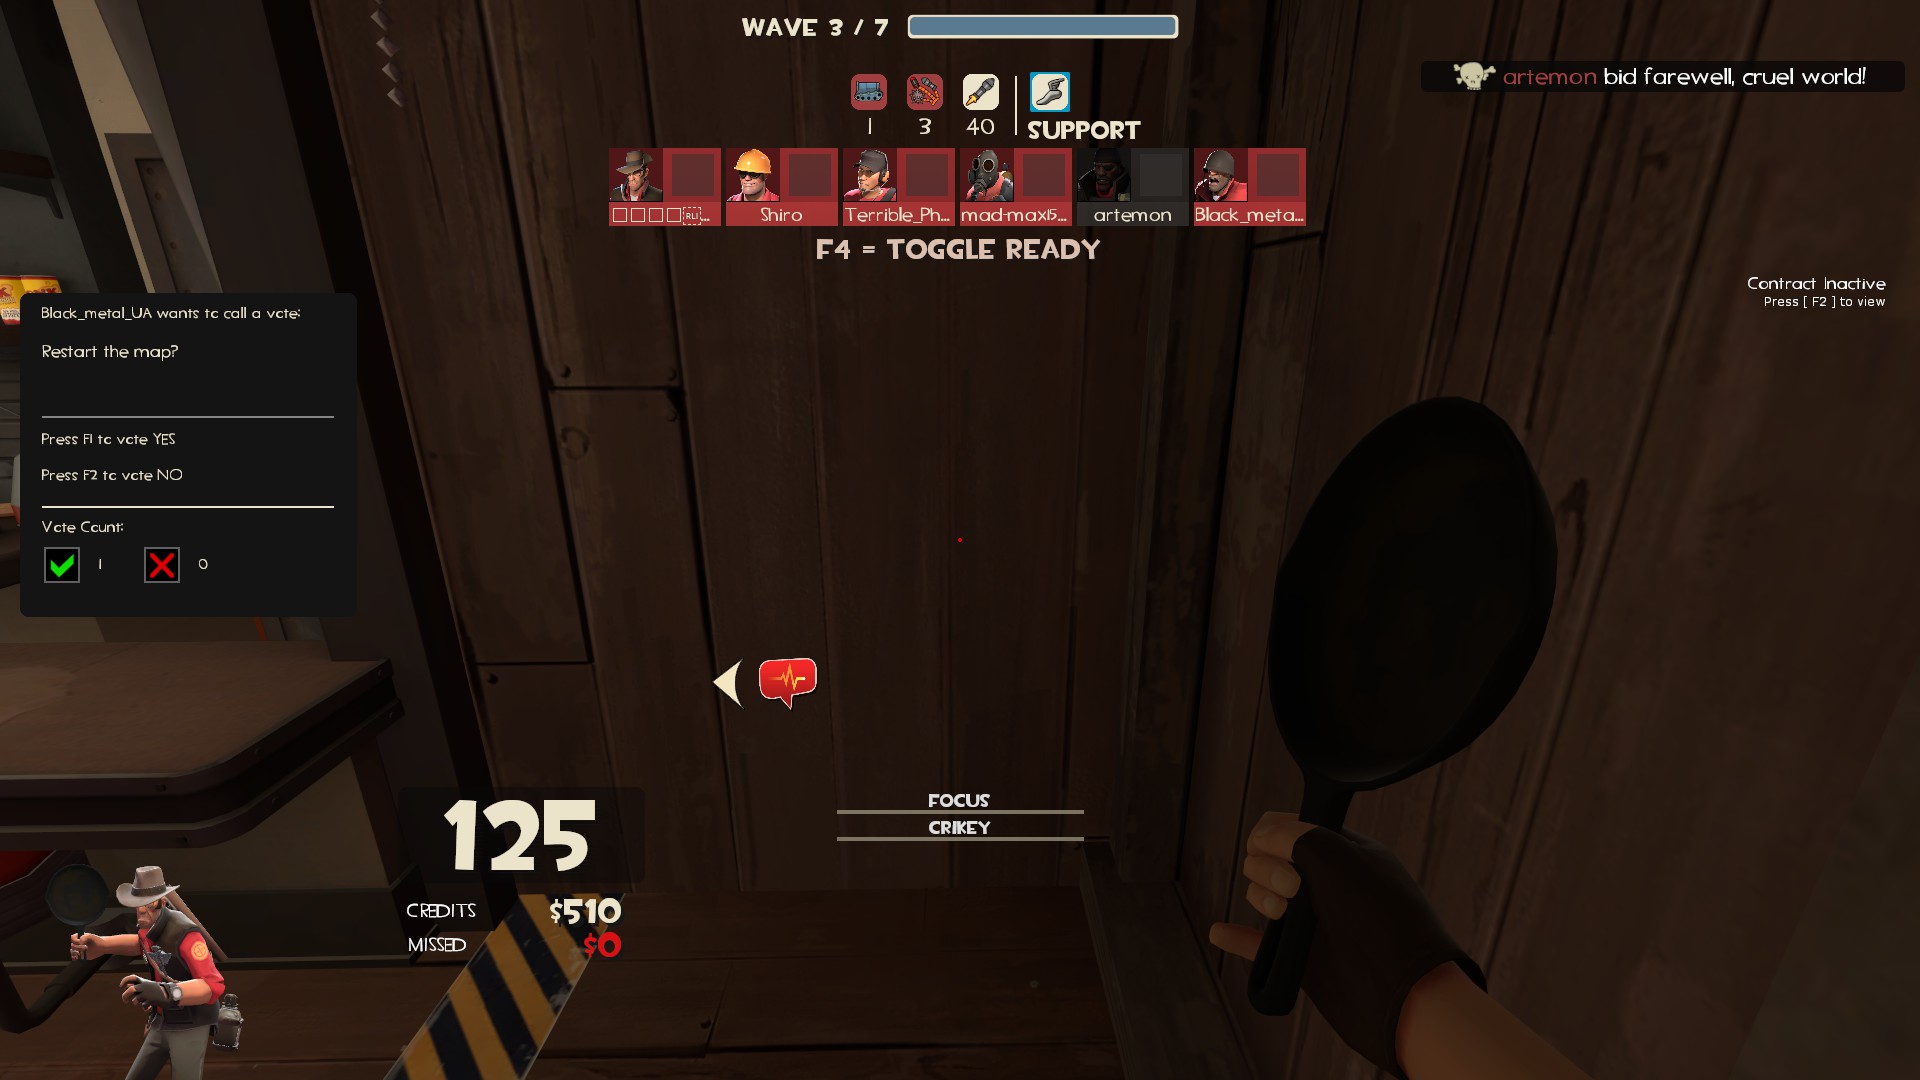 WAVE 3 / 7
artemon bid farewell, cruel world!
1 3 40 SUPPORT
Shiro Terrible_Ph... mad-max15... artemon Black_meta...
F4 = TOGGLE READY
Contract Inactive
Press [ F2 ] to view
Black_metal_UA wants to call a vote:
Restart the map?
Press F1 to vote YES
Press F2 to vote NO
Vote Count:
1 0
FOCUS
CRIKEY
125
CREDITS $510
MISSED $0